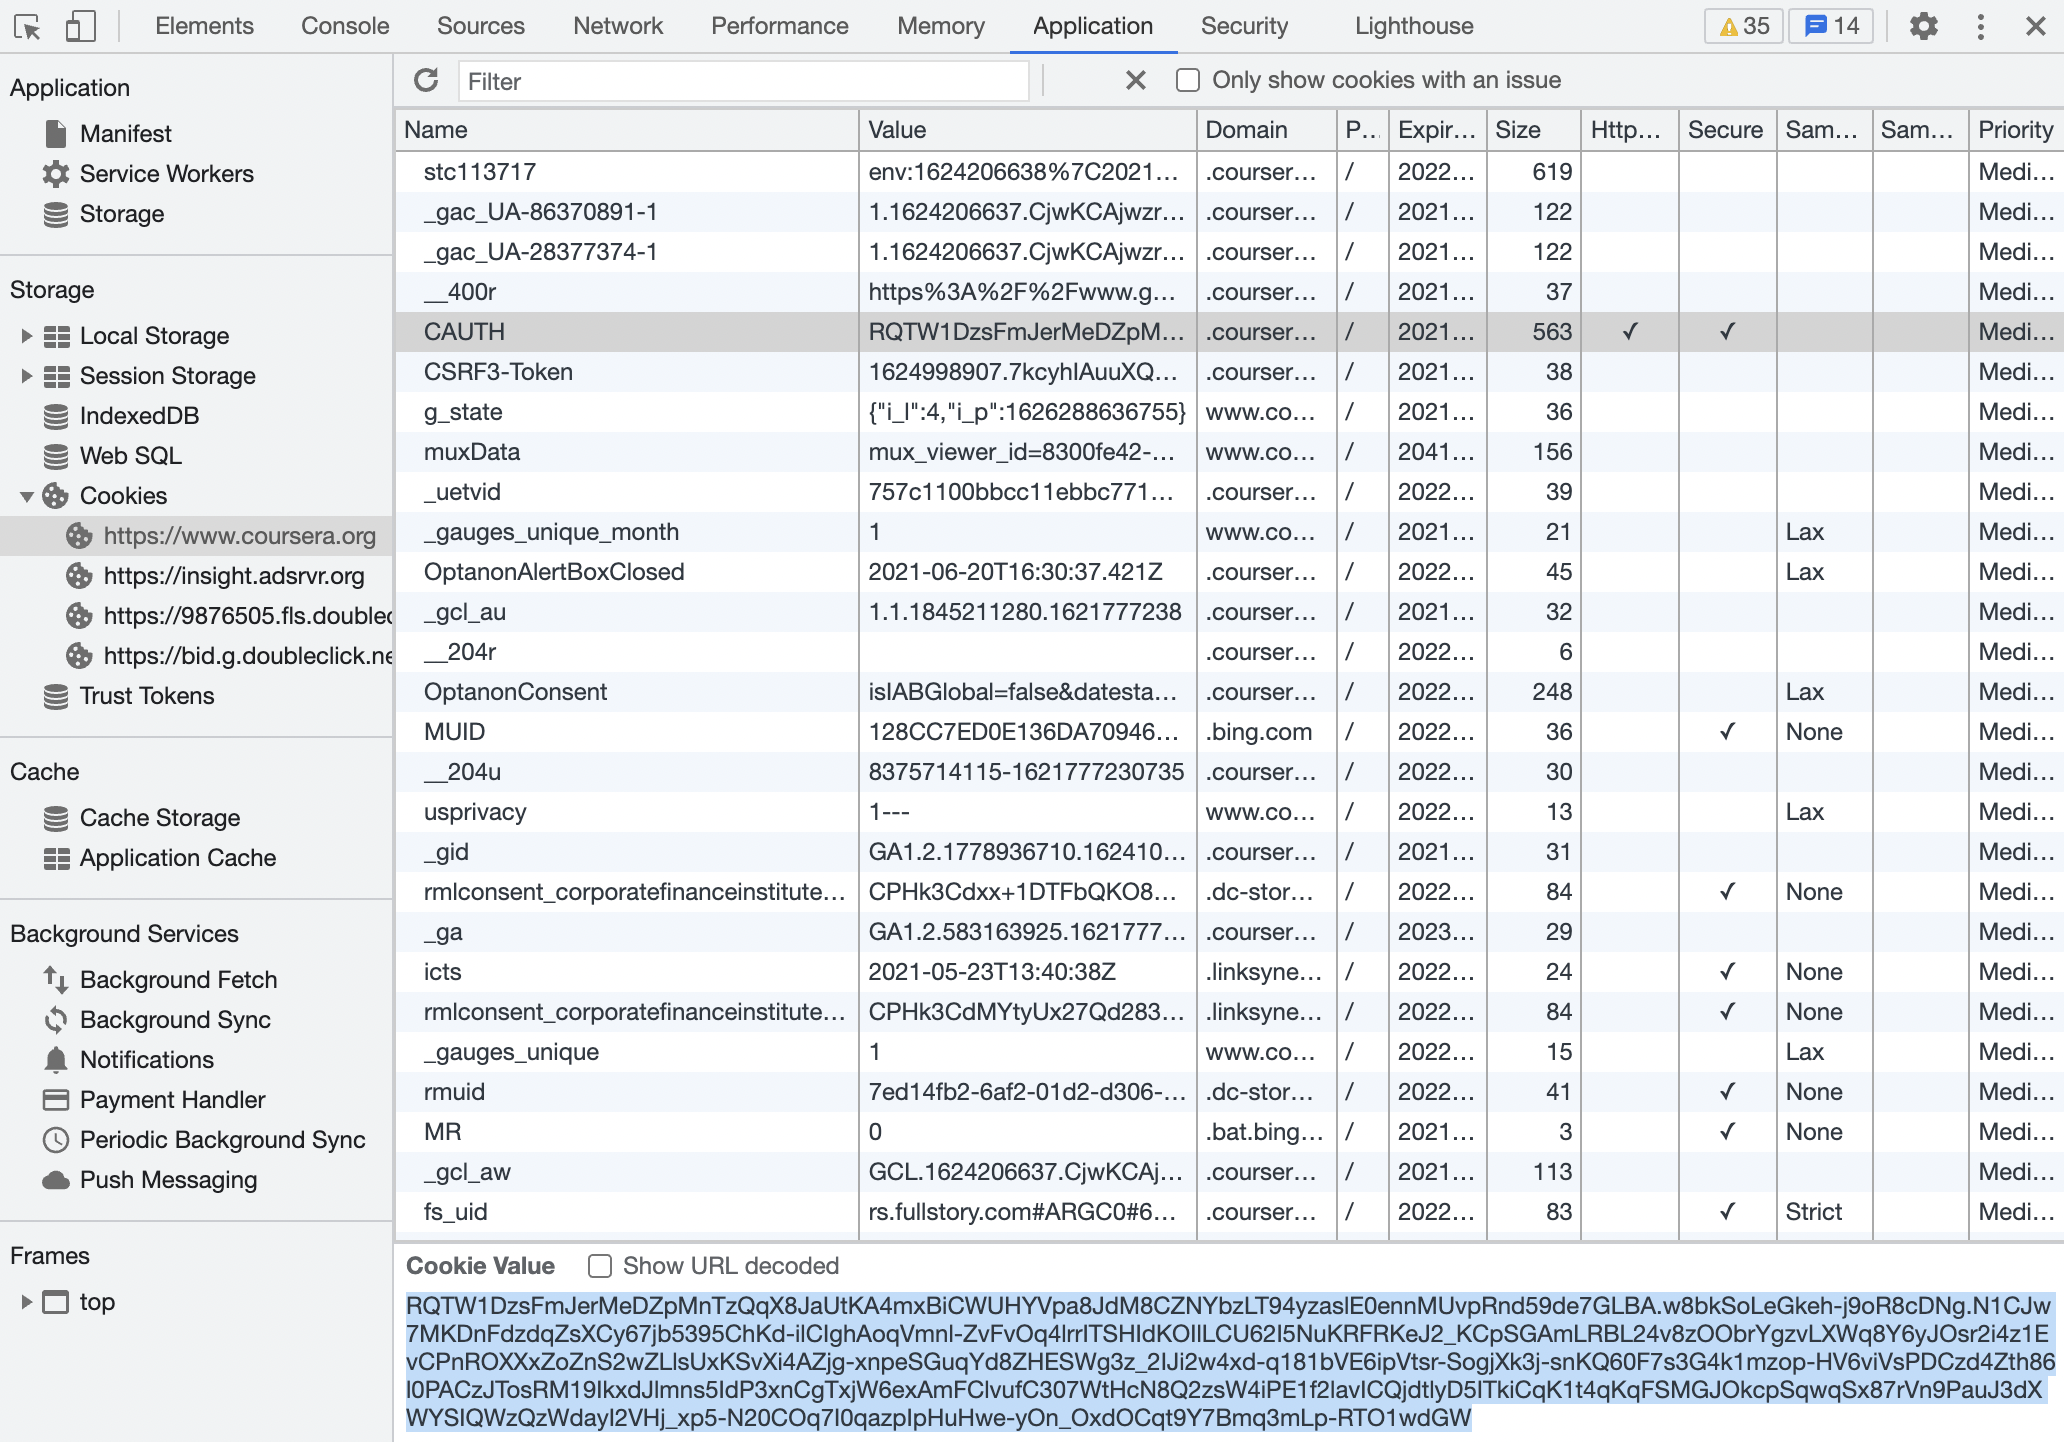 Elements Console Sources Network Performance Memory Application Security Lighthouse 35 14
Application
Manifest
Service Workers
Storage
Storage
Local Storage
Session Storage
IndexedDB
Web SQL
Cookies
https://www.coursera.org
https://insight.adsrvr.org
https://9876505.fls.doublec
https://bid.g.doubleclick.ne
Trust Tokens
Cache
Cache Storage
Application Cache
Background Services
Background Fetch
Background Sync
Notifications
Payment Handler
Periodic Background Sync
Push Messaging
Frames
top
Filter Only show cookies with an issue
Name Value Domain P... Expir... Size Http... Secure Sam... Sam... Priority
stc113717 env:1624206638%7C2021... .courser... / 2022... 619 Medi...
_gac_UA-86370891-1 1.1624206637.CjwKCAjwzr... .courser... / 2021... 122 Medi...
_gac_UA-28377374-1 1.1624206637.CjwKCAjwzr... .courser... / 2021... 122 Medi...
__400r https%3A%2F%2Fwww.g... .courser... / 2021... 37 Medi...
CAUTH RQTW1DzsFmJerMeDZpM... .courser... / 2021... 563 ✓ ✓ Medi...
CSRF3-Token 1624998907.7kcyhIAuuXQ... .courser... / 2021... 38 Medi...
g_state {"i_l":4,"i_p":1626288636755} www.co... / 2021... 36 Medi...
muxData mux_viewer_id=8300fe42-... www.co... / 2041... 156 Medi...
_uetvid 757c1100bbcc11ebbc771... .courser... / 2022... 39 Medi...
_gauges_unique_month 1 www.co... / 2021... 21 Lax Medi...
OptanonAlertBoxClosed 2021-06-20T16:30:37.421Z .courser... / 2022... 45 Lax Medi...
_gcl_au 1.1.1845211280.1621777238 .courser... / 2021... 32 Medi...
__204r .courser... / 2022... 6 Medi...
OptanonConsent isIABGlobal=false&datesta... .courser... / 2022... 248 Lax Medi...
MUID 128CC7ED0E136DA70946... .bing.com / 2022... 36 ✓ None Medi...
__204u 8375714115-1621777230735 .courser... / 2022... 30 Medi...
usprivacy 1--- www.co... / 2022... 13 Lax Medi...
_gid GA1.2.1778936710.162410... .courser... / 2021... 31 Medi...
rmlconsent_corporatefinanceinstitute... CPHk3Cdxx+1DTFbQKO8... .dc-stor... / 2022... 84 ✓ None Medi...
_ga GA1.2.583163925.1621777... .courser... / 2023... 29 Medi...
icts 2021-05-23T13:40:38Z .linksyne... / 2022... 24 ✓ None Medi...
rmlconsent_corporatefinanceinstitute... CPHk3CdMYtyUx27Qd283... .linksyne... / 2022... 84 ✓ None Medi...
_gauges_unique 1 www.co... / 2022... 15 Lax Medi...
rmuid 7ed14fb2-6af2-01d2-d306-... .dc-stor... / 2022... 41 ✓ None Medi...
MR 0 .bat.bing... / 2021... 3 ✓ None Medi...
_gcl_aw GCL.1624206637.CjwKCAj... .courser... / 2021... 113 Medi...
fs_uid rs.fullstory.com#ARGC0#6... .courser... / 2022... 83 ✓ Strict Medi...
Cookie Value Show URL decoded